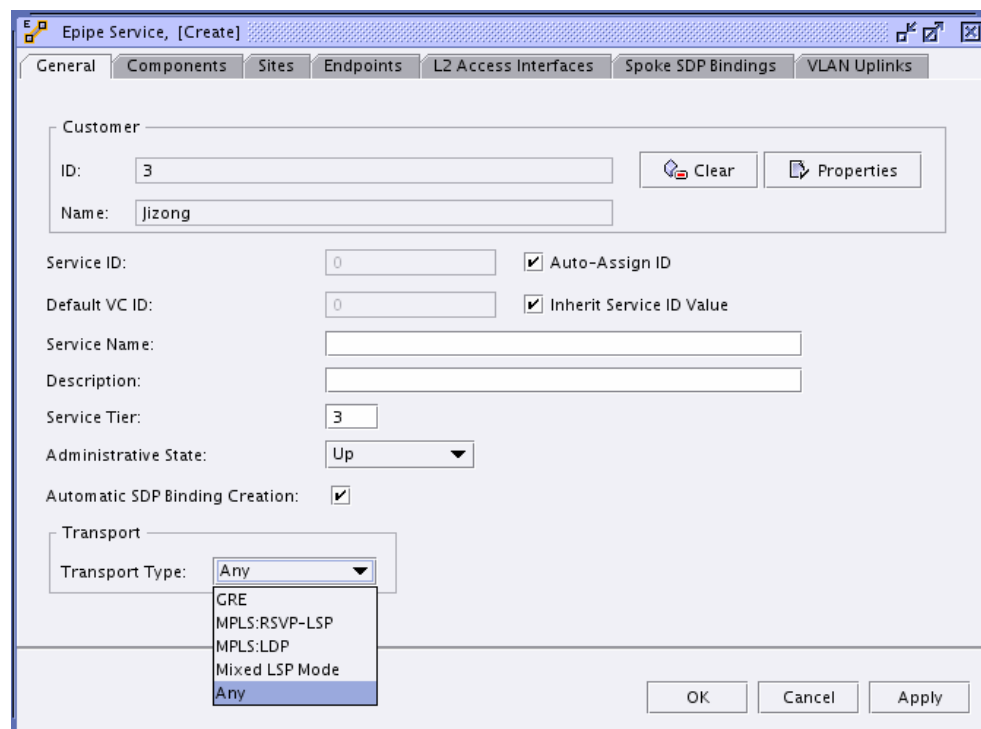 E Epipe Service, [Create]
General Components Sites Endpoints L2 Access Interfaces Spoke SDP Bindings VLAN Uplinks
Customer
ID: 3 Clear Properties
Name: Jizong
Service ID: 0 Auto-Assign ID
Default VC ID: 0 Inherit Service ID Value
Service Name:
Description:
Service Tier: 3
Administrative State: Up
Automatic SDP Binding Creation:
Transport
Transport Type: Any
GRE
MPLS:RSVP-LSP
MPLS:LDP
Mixed LSP Mode
Any
OK Cancel Apply